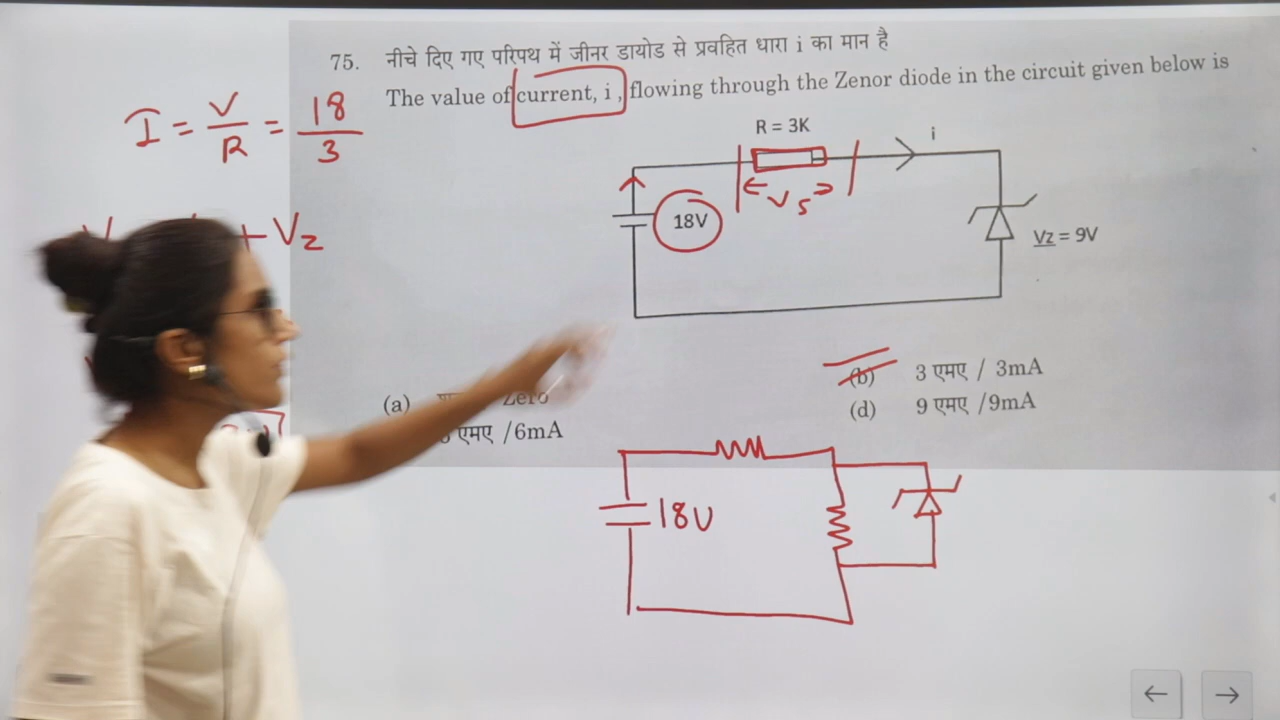 75. नीचे दिए गए परिपथ में जीनर डायोड से प्रवहित धारा i का मान है
The value of current, i, flowing through the Zenor diode in the circuit given below is
I = V/R = 18/3
+ Vz
R = 3K
i
Vs
18V
Vz = 9V
(a) Zero
(b) 3 एमए / 3mA
एमए /6mA
(d) 9 एमए /9mA
18V